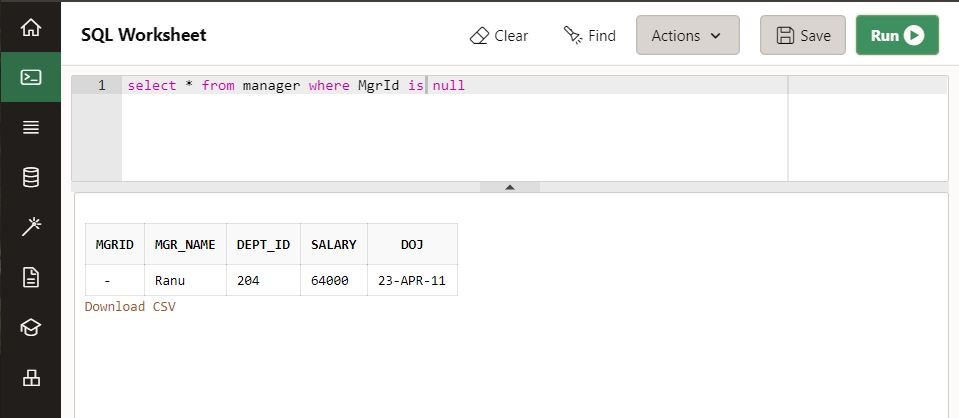 SQL Worksheet Clear Find Actions Save Run
1 select * from manager where MgrId is null
MGRID MGR_NAME DEPT_ID SALARY DOJ
- Ranu 204 64000 23-APR-11
Download CSV